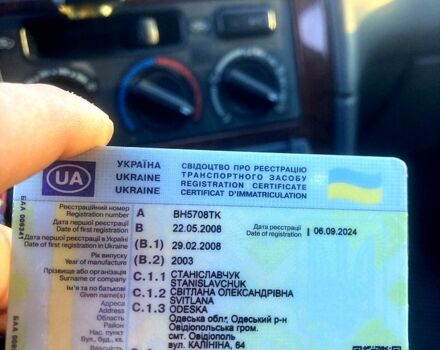 УКРАЇНА
UKRAINE
UKRAINE
СВІДОЦТВО ПРО РЕЄСТРАЦІЮ
ТРАНСПОРТНОГО ЗАСОБУ
REGISTRATION CERTIFICATE
CERTIFICAT D'IMMATRICULATION
UA
Реєстраційний номер
Registration number
A
BH5708TK
Дата першої реєстрації
Date of first registration
B
22.05.2008
Дата реєстрації
Date of registration
I
06.09.2024
Дата першої реєстрації в Україні
Date of first registration in Ukraine
(B.1)
29.02.2008
Рік випуску
Year of manufacture
(B.2)
2003
Прізвище або організація
Surname or company
C.1.1
СТАНІСЛАВЧУК
STANISLAVCHUK
Ім'я та по батькові
Given name(s)
C.1.2
СВІТЛАНА ОЛЕКСАНДРІВНА
SVITLANA
Адреса
Address
C.1.3
ODESKA
Область
Одеська обл. Одеський р-н
Район
Овідіопольська гром.
Нас. пункт
смт Овідіополь
Вул., буд., кв.
вул. КАЛІНІНА, 64